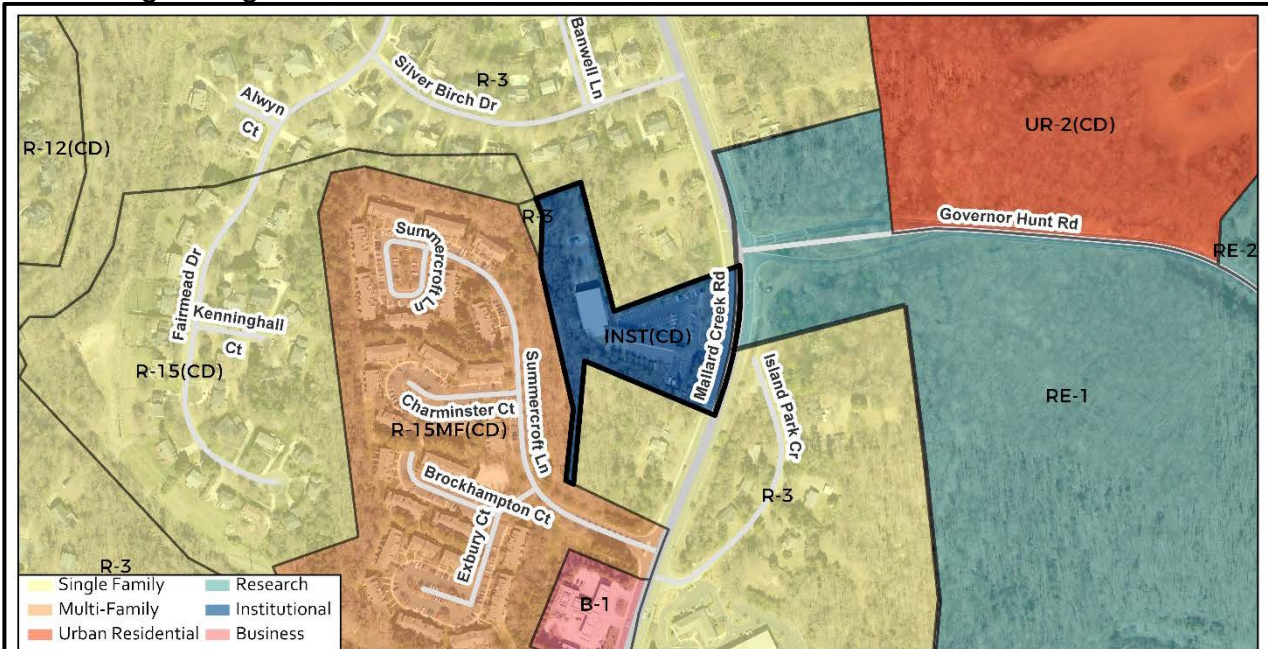 R-3
Banwell Ln
Silver Birch Dr
Alwyn
Ct
R-12(CD)
UR-2(CD)
Governor Hunt Rd
RE-2
R-3
Summercroft Ln
Fairmead Dr
Kenninghall
Ct
INST(CD)
Mallard Creek Rd
Island Park Cr
RE-1
R-15(CD)
Charminster Ct
R-15MF(CD)
Summercroft Ln
Brockhampton Ct
Exbury Ct
R-3
R-3
B-1
Single Family
Multi-Family
Urban Residential
Research
Institutional
Business